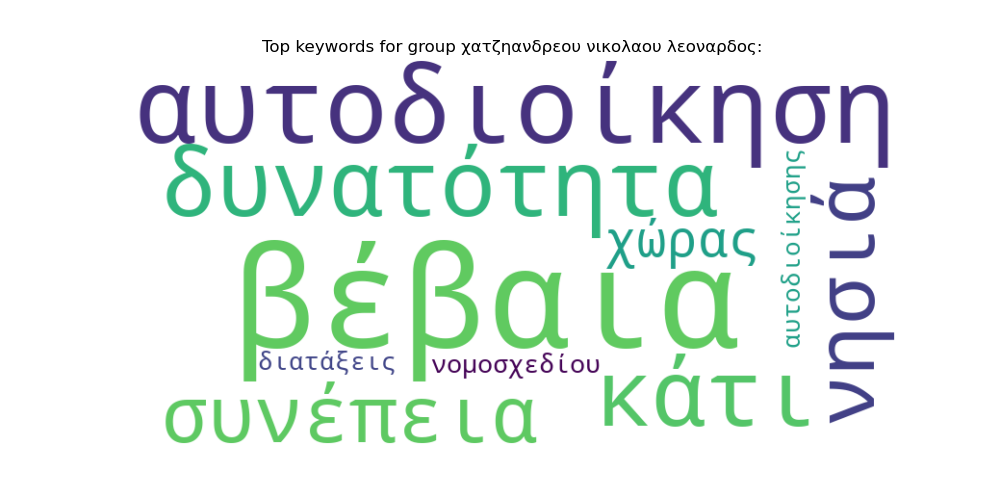 Top keywords for group χατζηανδρεου νικολαου λεοναρδος:
αυτοδιοίκηση
δυνατότητα
χώρας
αυτοδιοίκησης
νησιά
βέβαια
διατάξεις
νομοσχεδίου
κάτι
συνέπεια